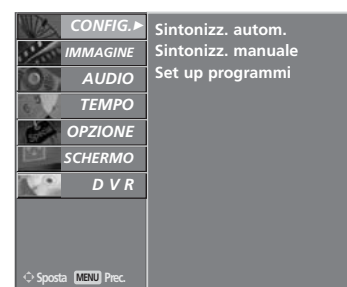 CONFIG.
IMMAGINE
AUDIO
TEMPO
OPZIONE
SCHERMO
D V R
Sintonizz. autom.
Sintonizz. manuale
Set up programmi
Sposta MENU Prec.